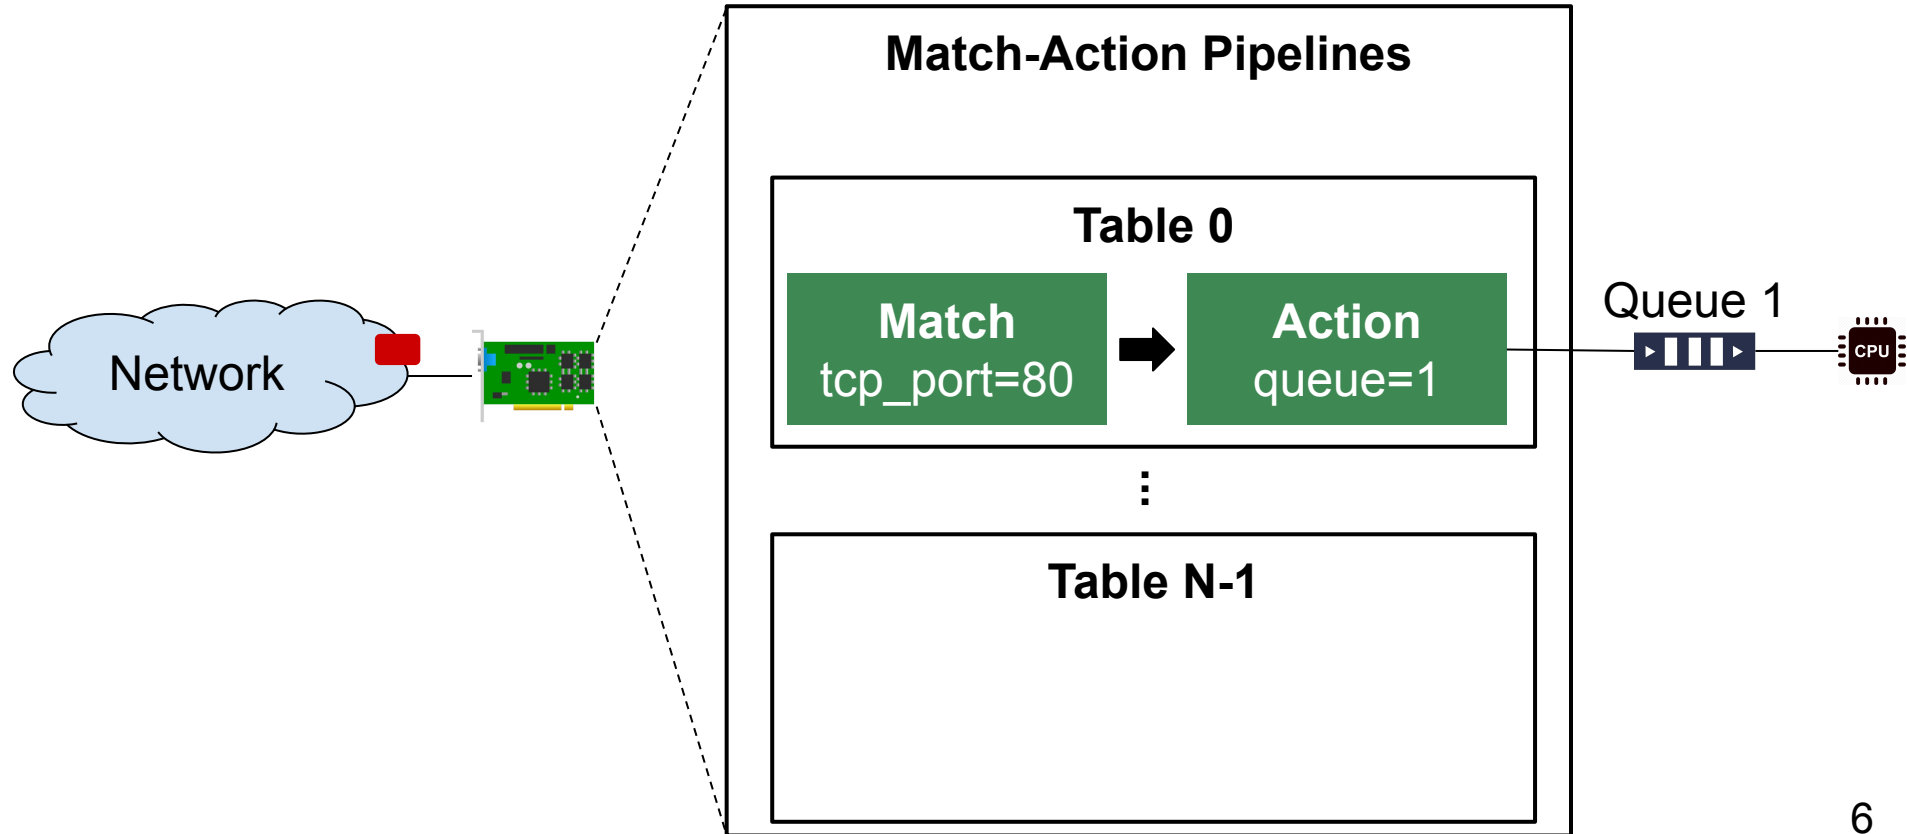 Match-Action Pipelines
Table 0
Match
tcp_port=80
Action
queue=1
Queue 1
CPU
Network
⋮
Table N-1
6